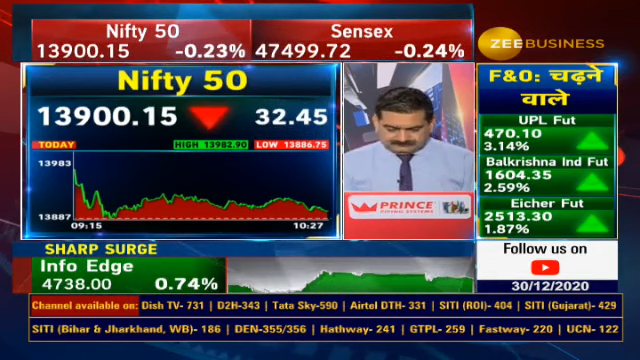 Nifty 50
13900.15 -0.23%
Sensex
47499.72 -0.24%
ZEE BUSINESS
Nifty 50
13900.15 32.45
TODAY HIGH 13982.90 LOW 13886.75
13983
13887
09:15 10:27
PRINCE
PIPING SYSTEMS
F&O: चढ़ने
वाले
UPL Fut
470.10
3.14%
Balkrishna Ind Fut
1604.35
2.59%
Eicher Fut
2513.30
1.87%
SHARP SURGE
Info Edge
4738.00 0.74%
Follow us on
30/12/2020
Channel available on: Dish TV- 731 | D2H-343 | Tata Sky-590 | Airtel DTH- 331 | SITI (ROI)- 404 | SITI (Gujarat)- 429
SITI (Bihar & Jharkhand, WB)- 186 | DEN-355/356 | Hathway- 241 | GTPL- 259 | Fastway- 220 | UCN- 122